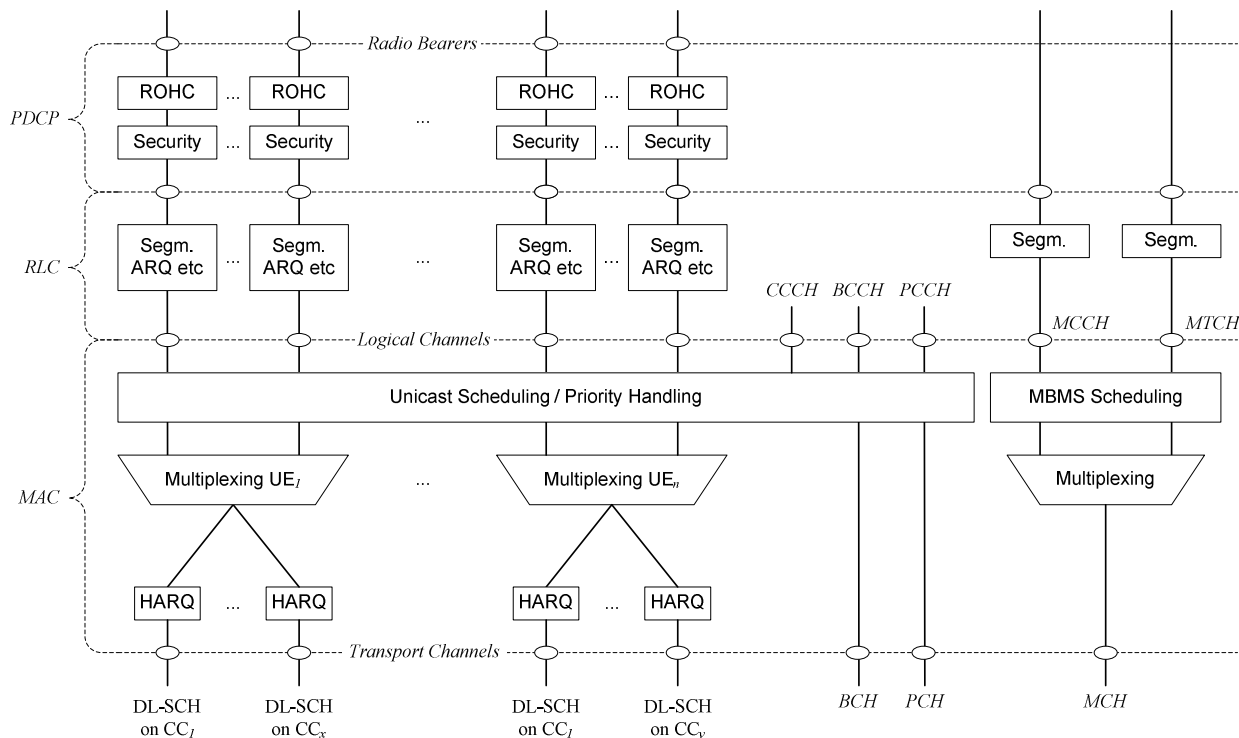 Radio Bearers
ROHC ... ROHC ROHC ... ROHC
PDCP ...
Security ... Security Security ... Security
Segm. Segm. Segm. Segm. Segm. Segm.
ARQ etc ... ARQ etc ... ARQ etc ... ARQ etc
RLC
CCCH BCCH PCCH
MCCH MTCH
Logical Channels
Unicast Scheduling / Priority Handling MBMS Scheduling
Multiplexing UE1 ... Multiplexing UEn Multiplexing
MAC
HARQ ... HARQ HARQ ... HARQ
Transport Channels
DL-SCH DL-SCH DL-SCH DL-SCH BCH PCH MCH
on CC1 on CCx on CC1 on CCy